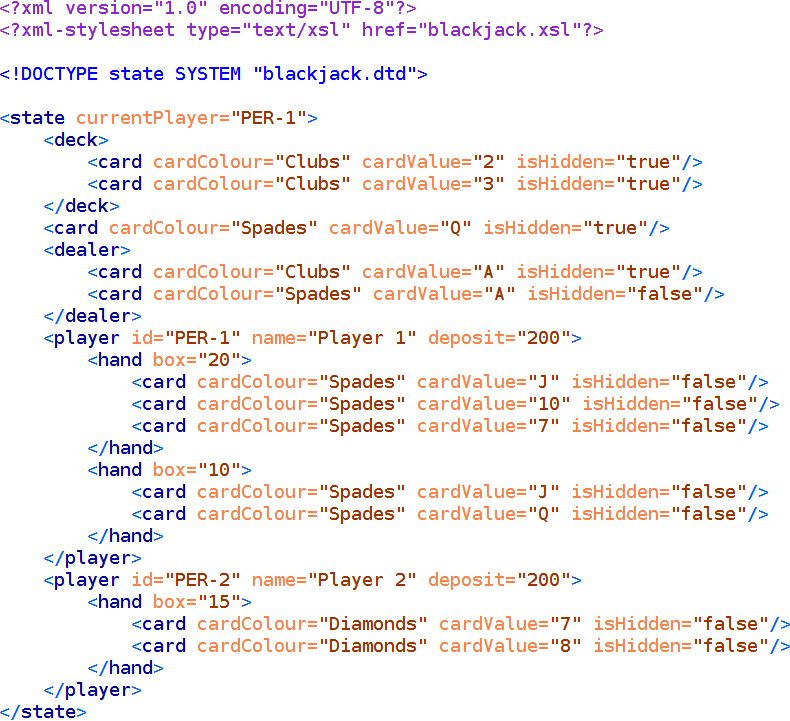 <?xml version="1.0" encoding="UTF-8"?>
<?xml-stylesheet type="text/xsl" href="blackjack.xsl"?>

<!DOCTYPE state SYSTEM "blackjack.dtd">

<state currentPlayer="PER-1">
    <deck>
        <card cardColour="Clubs" cardValue="2" isHidden="true"/>
        <card cardColour="Clubs" cardValue="3" isHidden="true"/>
    </deck>
    <card cardColour="Spades" cardValue="Q" isHidden="true"/>
    <dealer>
        <card cardColour="Clubs" cardValue="A" isHidden="true"/>
        <card cardColour="Spades" cardValue="A" isHidden="false"/>
    </dealer>
    <player id="PER-1" name="Player 1" deposit="200">
        <hand box="20">
            <card cardColour="Spades" cardValue="J" isHidden="false"/>
            <card cardColour="Spades" cardValue="10" isHidden="false"/>
            <card cardColour="Spades" cardValue="7" isHidden="false"/>
        </hand>
        <hand box="10">
            <card cardColour="Spades" cardValue="J" isHidden="false"/>
            <card cardColour="Spades" cardValue="Q" isHidden="false"/>
        </hand>
    </player>
    <player id="PER-2" name="Player 2" deposit="200">
        <hand box="15">
            <card cardColour="Diamonds" cardValue="7" isHidden="false"/>
            <card cardColour="Diamonds" cardValue="8" isHidden="false"/>
        </hand>
    </player>
</state>